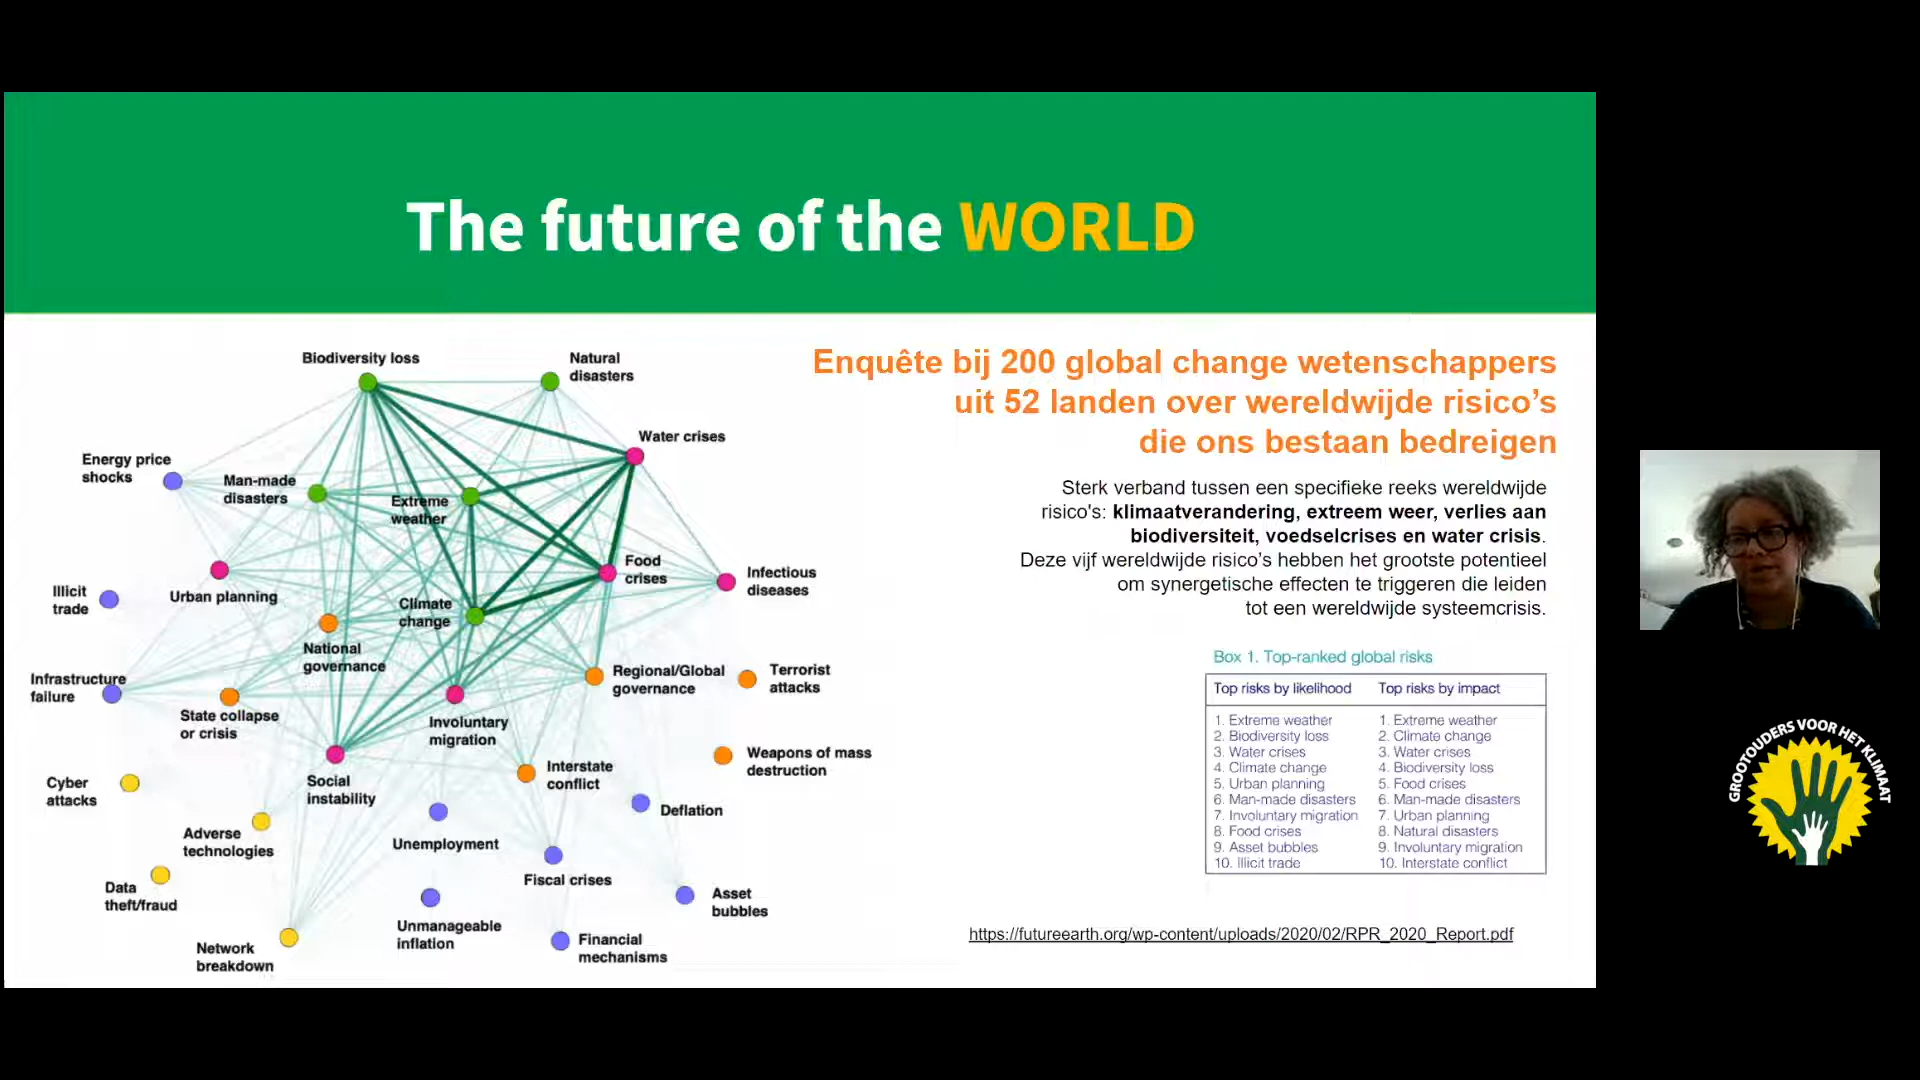 The future of the WORLD
Enquête bij 200 global change wetenschappers
uit 52 landen over wereldwijde risico’s
die ons bestaan bedreigen
Sterk verband tussen een specifieke reeks wereldwijde
risico's: klimaatverandering, extreem weer, verlies aan
biodiversiteit, voedselcrises en water crisis.
Deze vijf wereldwijde risico’s hebben het grootste potentieel
om synergetische effecten te triggeren die leiden
tot een wereldwijde systeemcrisis.
Biodiversity loss
Natural
disasters
Water crises
Energy price
shocks
Man-made
disasters
Extreme
weather
Food
crises
Infectious
diseases
Illicit
trade
Urban planning
Climate
change
National
governance
Regional/Global
governance
Terrorist
attacks
Infrastructure
failure
State collapse
or crisis
Involuntary
migration
Weapons of mass
destruction
Interstate
conflict
Social
instability
Cyber
attacks
Deflation
Adverse
technologies
Unemployment
Fiscal crises
Data
theft/fraud
Asset
bubbles
Unmanageable
inflation
Financial
mechanisms
Network
breakdown
Box 1. Top-ranked global risks
Top risks by likelihood
1. Extreme weather
2. Biodiversity loss
3. Water crises
4. Climate change
5. Urban planning
6. Man-made disasters
7. Involuntary migration
8. Food crises
9. Asset bubbles
10. Illicit trade
Top risks by impact
1. Extreme weather
2. Climate change
3. Water crises
4. Biodiversity loss
5. Food crises
6. Man-made disasters
7. Urban planning
8. Natural disasters
9. Involuntary migration
10. Interstate conflict
https://futureearth.org/wp-content/uploads/2020/02/RPR_2020_Report.pdf
GROOTOUDERS VOOR HET KLIMAAT